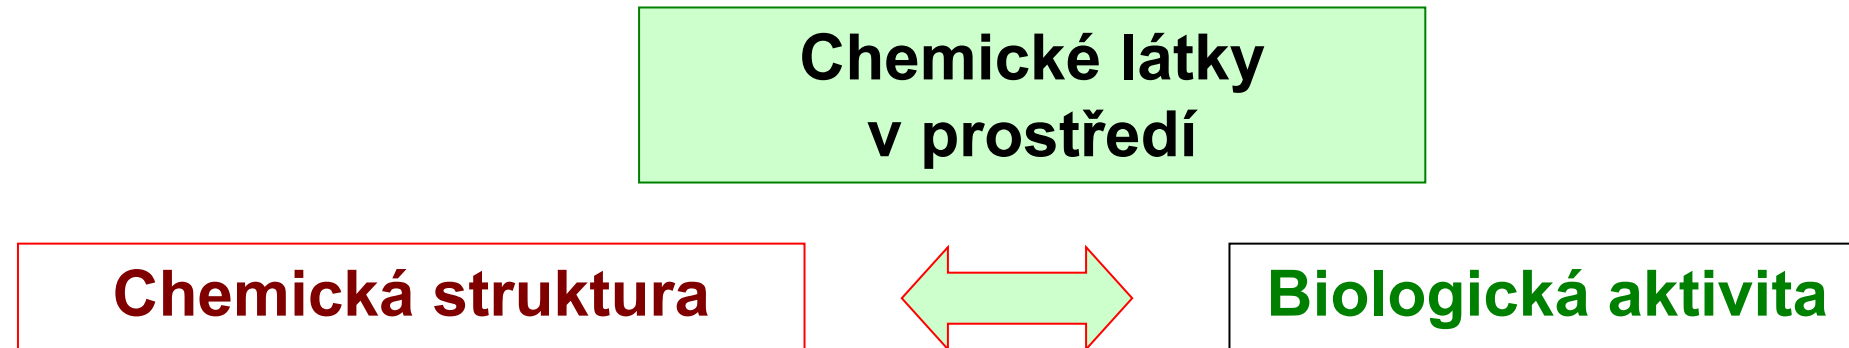 Chemické látky
v prostředí
Chemická struktura
Biologická aktivita